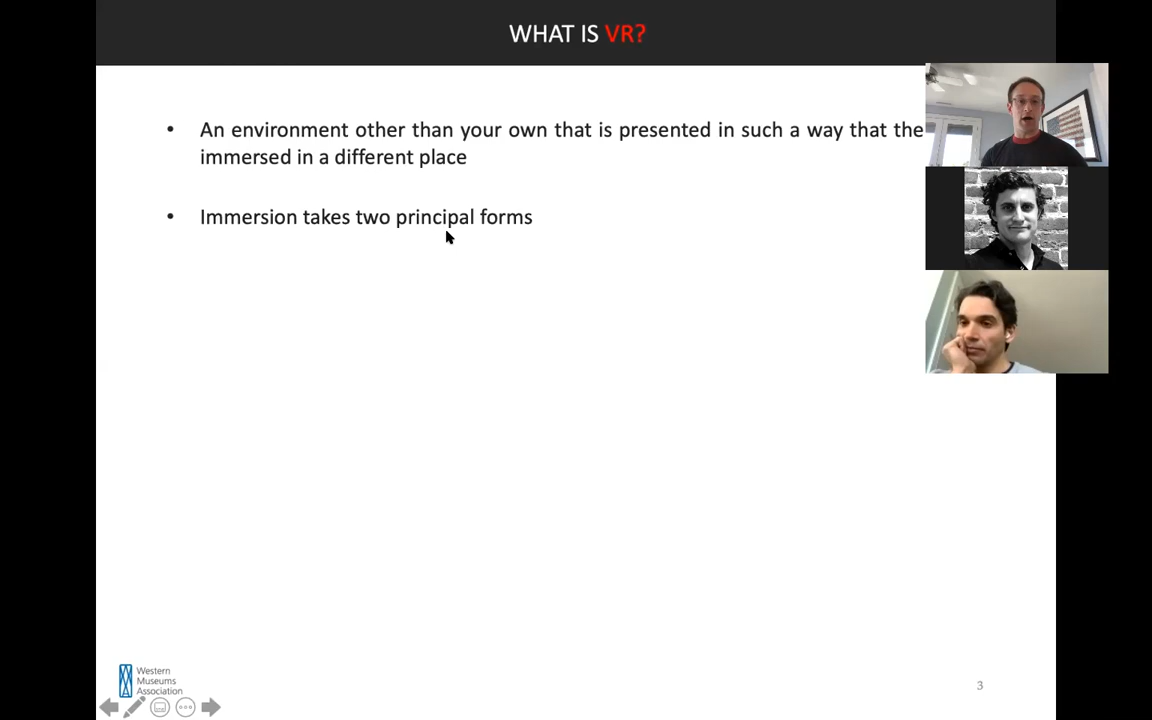 WHAT IS VR?
• An environment other than your own that is presented in such a way that the
immersed in a different place
• Immersion takes two principal forms
Western
Museums
Association
3